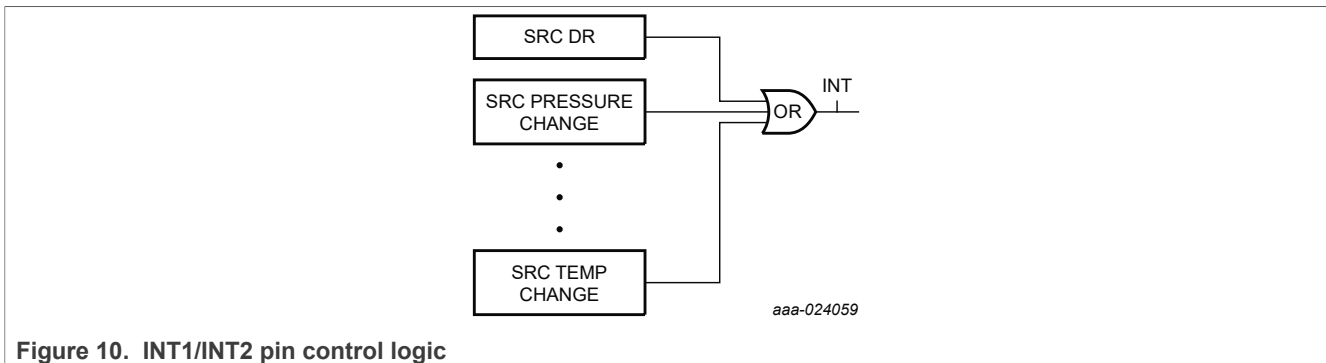 SRC DR
SRC PRESSURE
CHANGE
SRC TEMP
CHANGE
OR
INT
aaa-024059
Figure 10. INT1/INT2 pin control logic